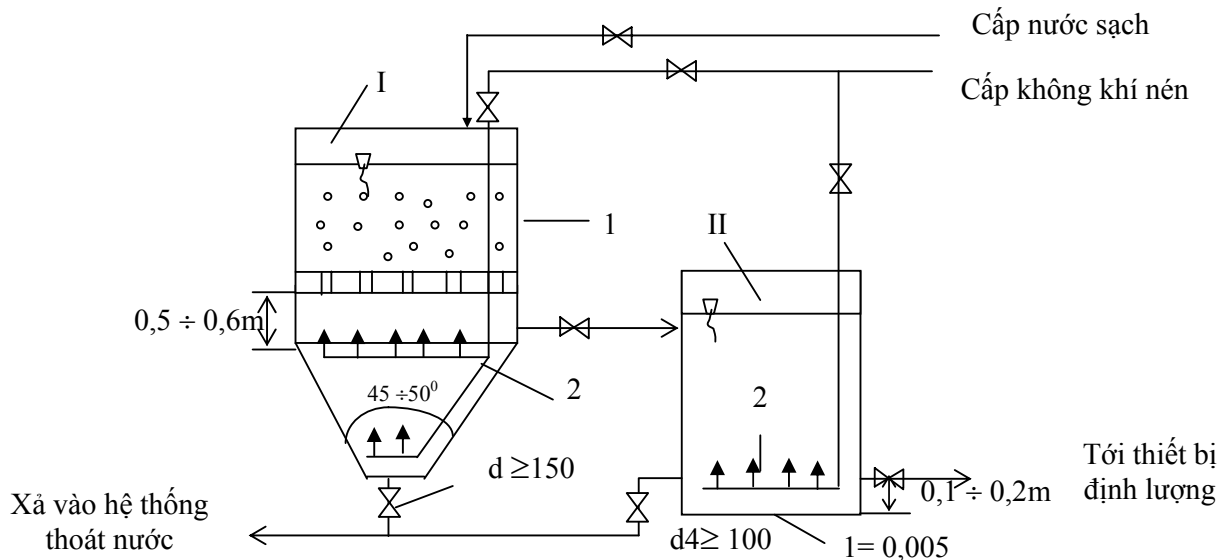 Cấp nước sạch
Cấp không khí nén
I
1
II
0,5 ÷ 0,6m
2
45 ÷50⁰
2
d ≥150
Tới thiết bị
định lượng
0,1 ÷ 0,2m
Xả vào hệ thống
thoát nước
d4≥ 100
1= 0,005